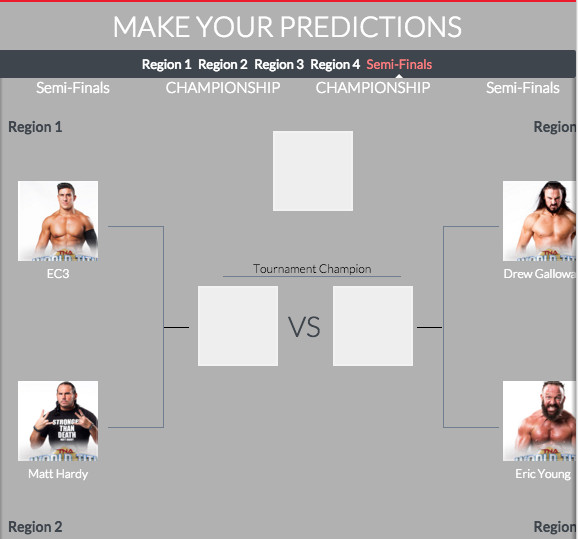 MAKE YOUR PREDICTIONS
Region 1 Region 2 Region 3 Region 4 Semi-Finals
Semi-Finals CHAMPIONSHIP CHAMPIONSHIP Semi-Finals
Region 1 Region
Tournament Champion
EC3 Drew Gallowa
VS
STRONGER
THAN
DEATH
TNA TNA
Matt Hardy Eric Young
Region 2 Region